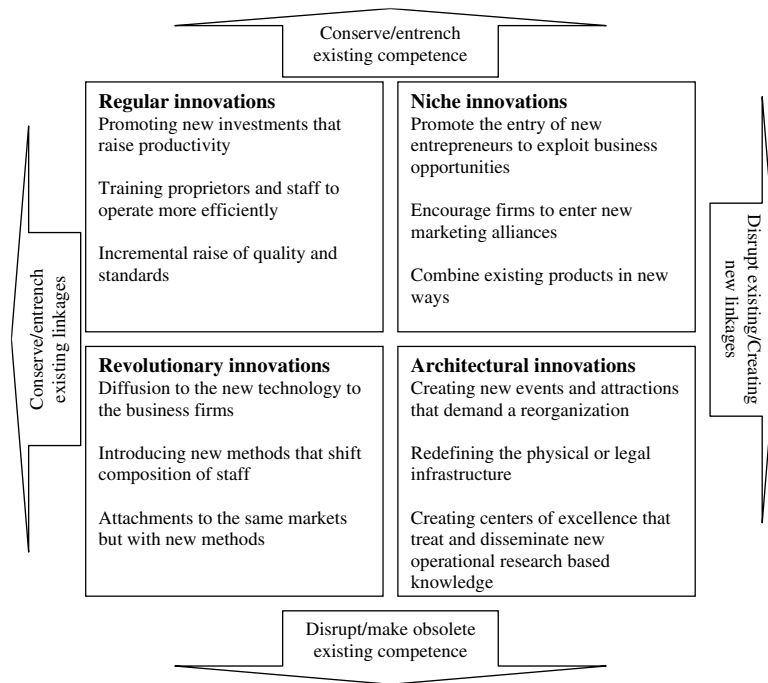 Conserve/entrench
existing competence
Regular innovations
Promoting new investments that
raise productivity
Training proprietors and staff to
operate more efficiently
Incremental raise of quality and
standards
Niche innovations
Promote the entry of new
entrepreneurs to exploit business
opportunities
Encourage firms to enter new
marketing alliances
Combine existing products in new
ways
Conserve/entrench
existing linkages
Disrupt existing/Creating
new linkages
Revolutionary innovations
Diffusion to the new technology to
the business firms
Introducing new methods that shift
composition of staff
Attachments to the same markets
but with new methods
Architectural innovations
Creating new events and attractions
that demand a reorganization
Redefining the physical or legal
infrastructure
Creating centers of excellence that
treat and disseminate new
operational research based
knowledge
Disrupt/make obsolete
existing competence